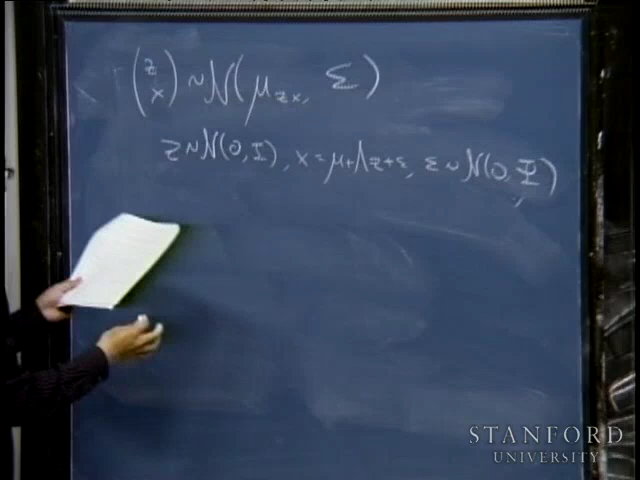 (z x) ~ N(μzx, Σ)
z ~ N(0, I), x = μ + Λz + ε, ε ~ N(0, Ψ)
STANFORD
UNIVERSITY